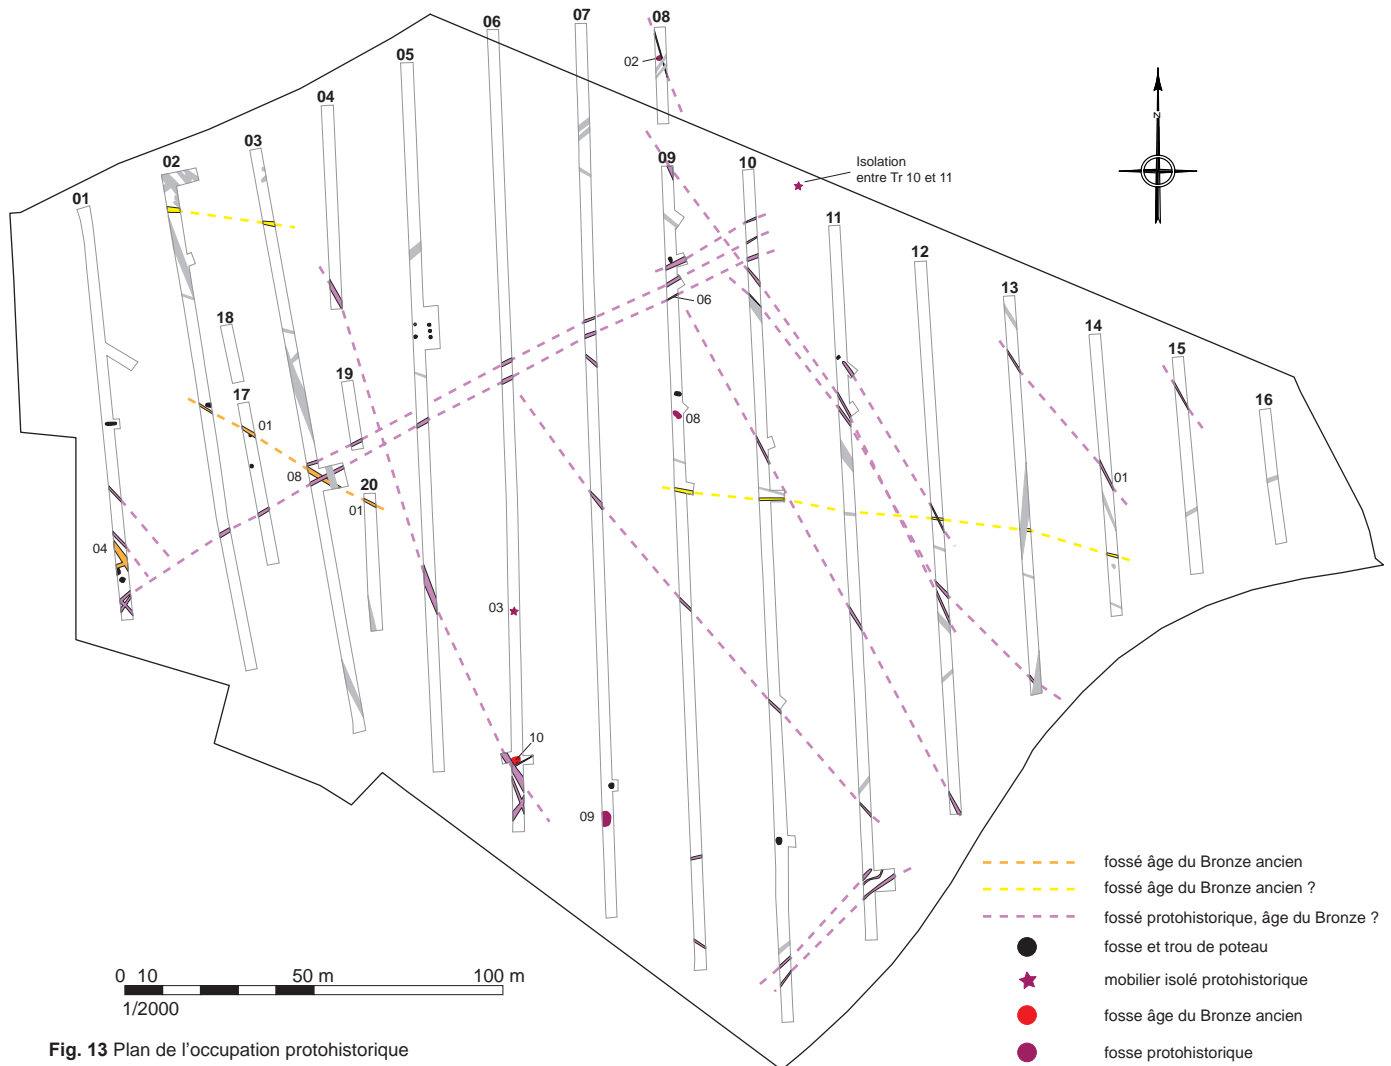 07
08
06
05
02
04
03
02
09
10
Isolation
entre Tr 10 et 11
N
01
11
12
13
06
18
14
15
19
17
16
01
08
08
20
01
01
04
03
10
09
0 10 50 m 100 m
1/2000
Fig. 13 Plan de l'occupation protohistorique
fossé âge du Bronze ancien
fossé âge du Bronze ancien ?
fossé protohistorique, âge du Bronze ?
fosse et trou de poteau
mobilier isolé protohistorique
fosse âge du Bronze ancien
fosse protohistorique